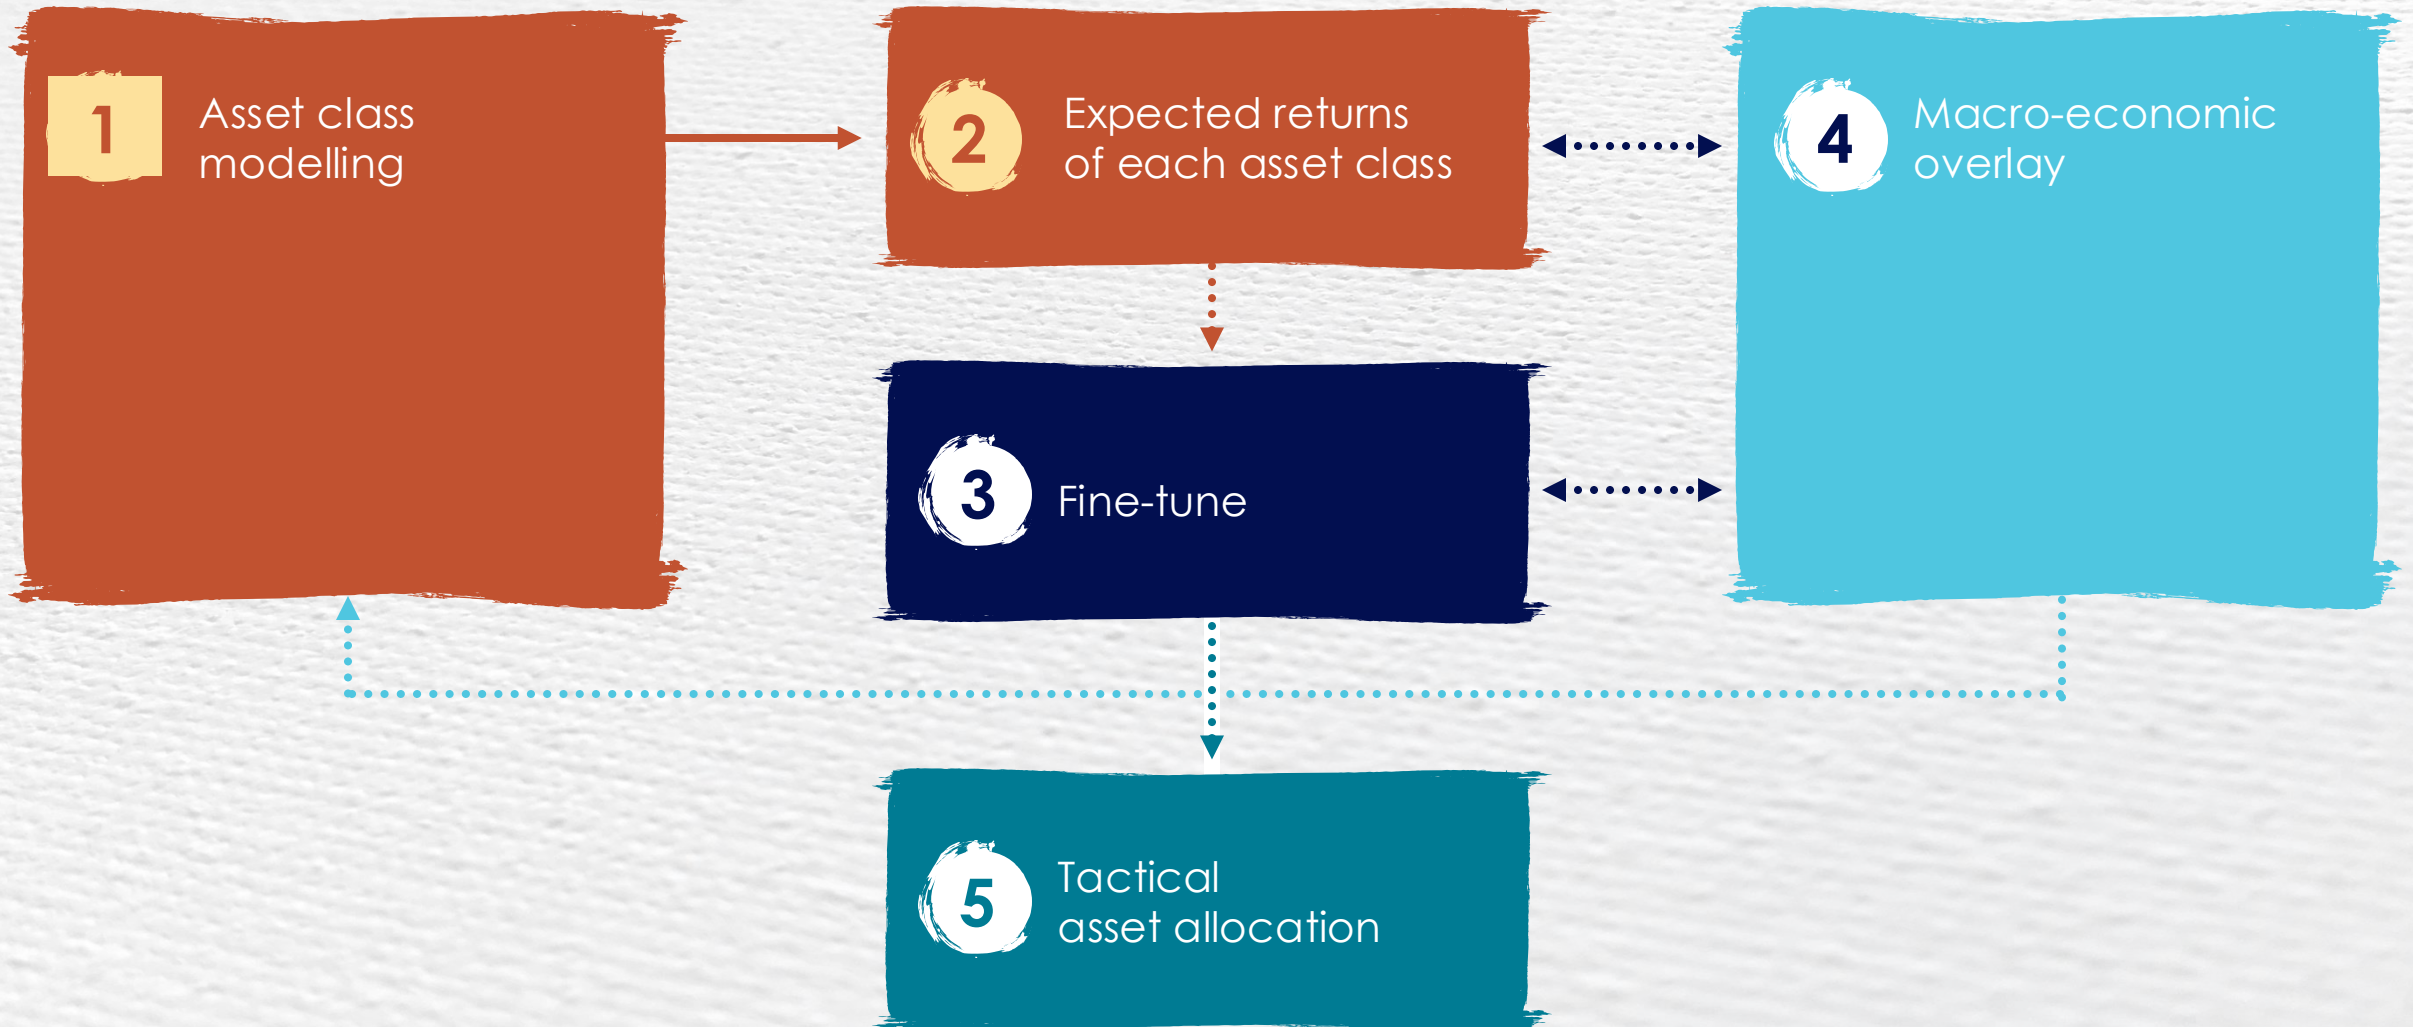 1
Asset class
modelling
2
Expected returns
of each asset class
4
Macro-economic
overlay
3
Fine-tune
5
Tactical
asset allocation